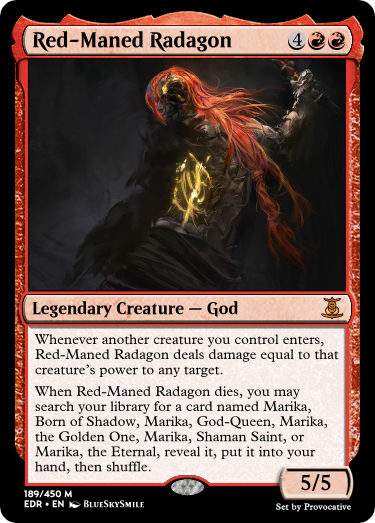 Red-Maned Radagon 4
Legendary Creature — God
Whenever another creature you control enters,
Red-Maned Radagon deals damage equal to that
creature's power to any target.
When Red-Maned Radagon dies, you may
search your library for a card named Marika,
Born of Shadow, Marika, God-Queen, Marika,
the Golden One, Marika, Shaman Saint, or
Marika, the Eternal, reveal it, put it into your
hand, then shuffle.
5/5
189/450 M
EDR • EN BlueSkySmile
Set by Provocative